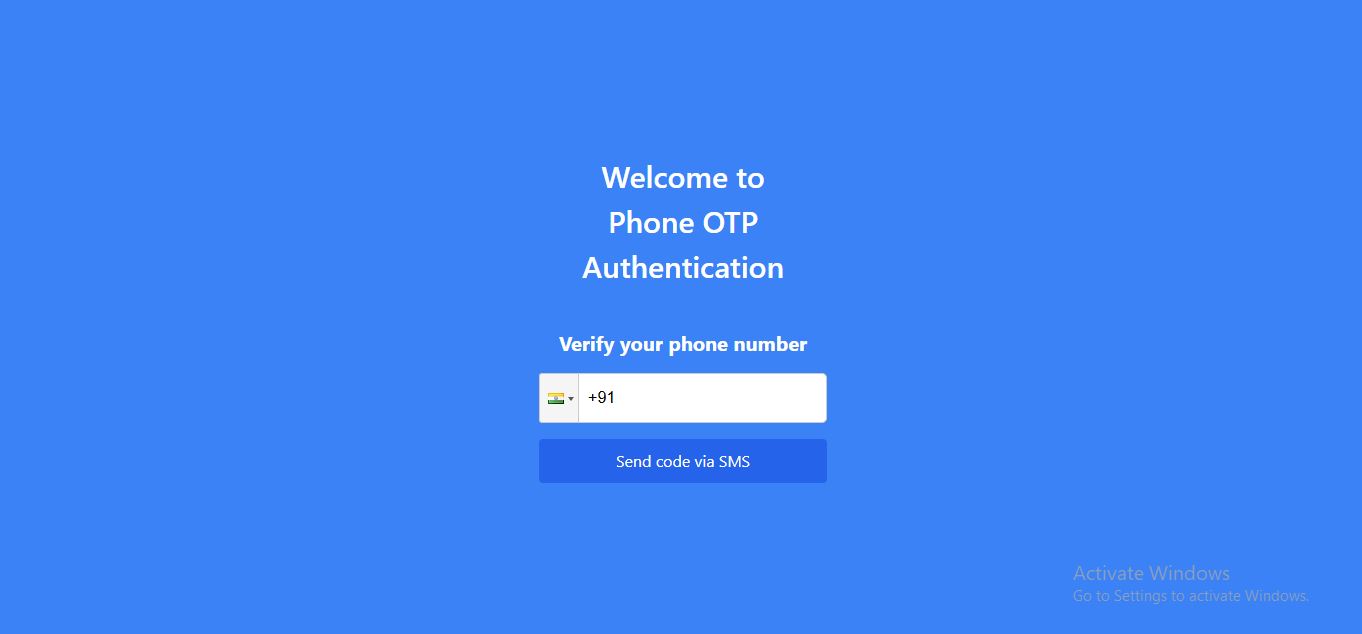 Welcome to
Phone OTP
Authentication
Verify your phone number
+91
Send code via SMS
Activate Windows
Go to Settings to activate Windows.